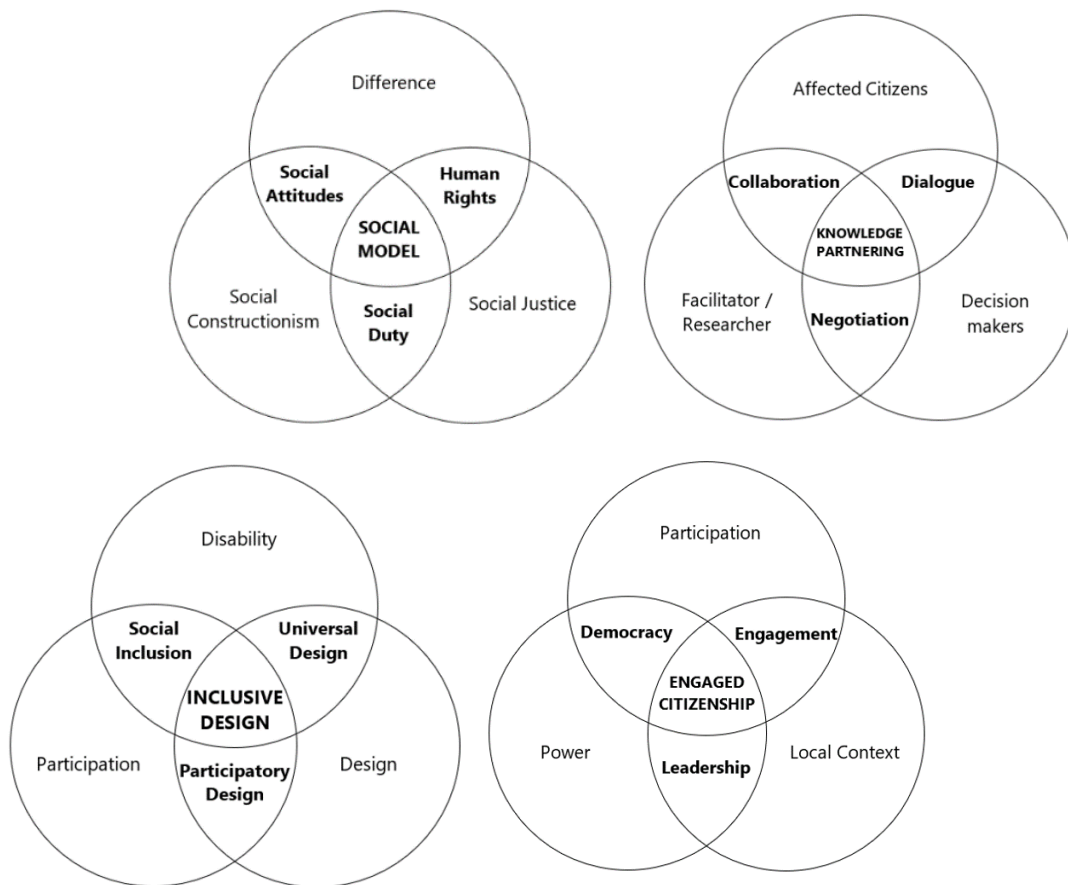 Difference
Social
Attitudes
Human
Rights
SOCIAL
MODEL
Social
Constructionism
Social
Duty
Social Justice
Affected Citizens
Collaboration
Dialogue
KNOWLEDGE
PARTNERING
Facilitator /
Researcher
Negotiation
Decision
makers
Disability
Social
Inclusion
Universal
Design
INCLUSIVE
DESIGN
Participation
Participatory
Design
Design
Participation
Democracy
Engagement
ENGAGED
CITIZENSHIP
Power
Leadership
Local Context